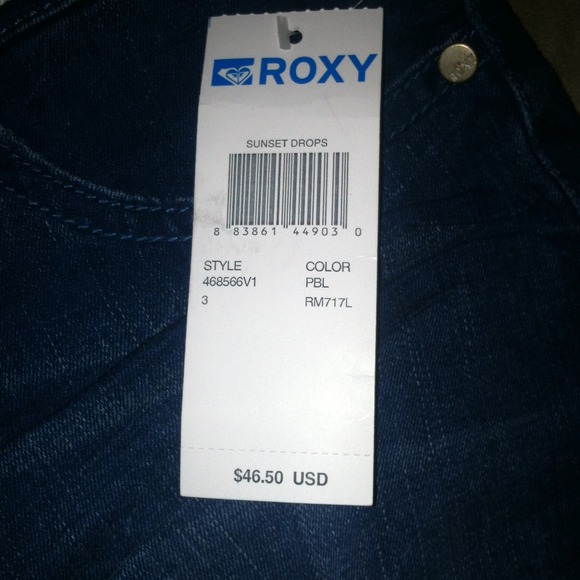 ROXY
SUNSET DROPS
8 83861 44903 0
STYLE COLOR
468566V1 PBL
3 RM717L
$46.50 USD